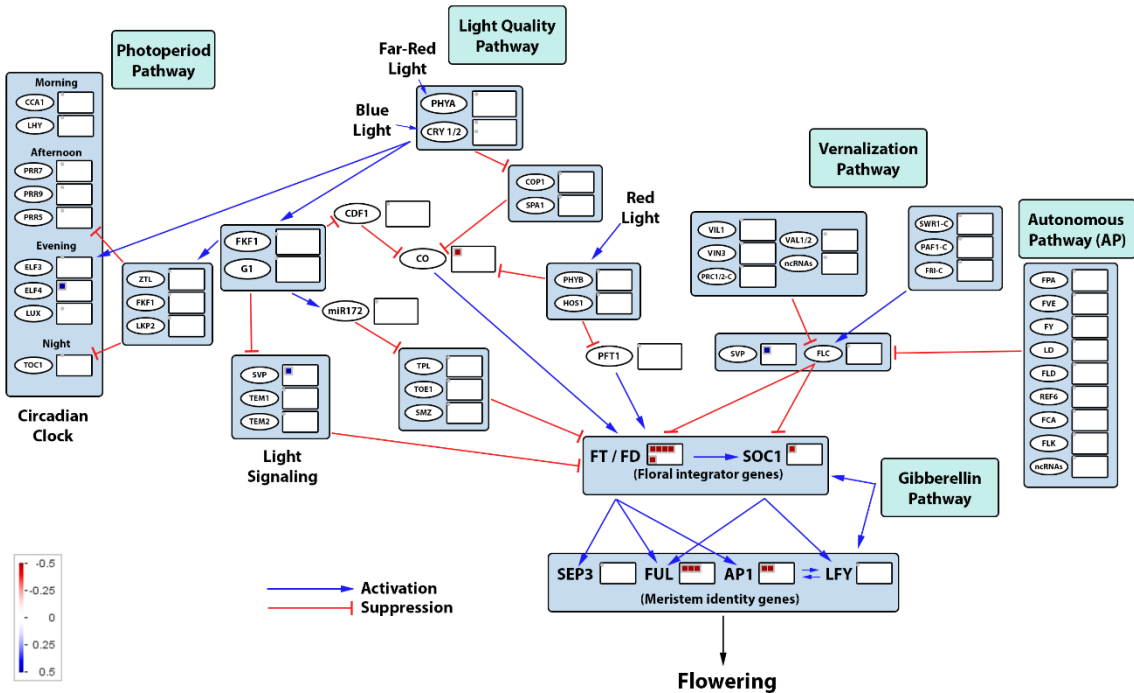 Photoperiod
Pathway
Light Quality
Pathway
Far-Red
Light
Blue
Light
PHYA
CRY 1/2
Morning
CCA1
LHY
Afternoon
PRR7
PRR9
PRR5
Evening
ELF3
ELF4
LUX
Night
TOC1
Circadian
Clock
ZTL
FKF1
LKP2
FKF1
G1
CDF1
CO
COP1
SPA1
Red
Light
PHYB
HOS1
miR172
PFT1
SVP
TEM1
TEM2
Light
Signaling
TPL
TOE1
SMZ
Vernalization
Pathway
VIL1
VIN3
PRC1/2-C
VAL1/2
ncRNAs
SWR1-C
PAF1-C
FRI-C
SVP
FLC
Autonomous
Pathway (AP)
FPA
FVE
FY
LD
FLD
REF6
FCA
FLK
ncRNAs
FT / FD
SOC1
(Floral integrator genes)
Gibberellin
Pathway
SEP3
FUL
AP1
LFY
(Meristem identity genes)
Flowering
-0.5
-0.25
0
0.25
0.5
Activation
Suppression